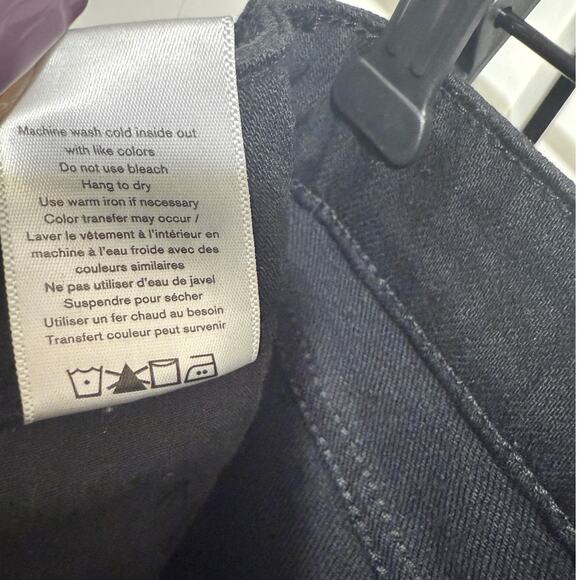 Machine wash cold inside out
with like colors
Do not use bleach
Hang to dry
Use warm iron if necessary
Color transfer may occur /
Laver le vêtement à l'intérieur en
machine à l'eau froide avec des
couleurs similaires
Ne pas utiliser d'eau de javel
Suspendre pour sécher
Utiliser un fer chaud au besoin
Transfert couleur peut survenir